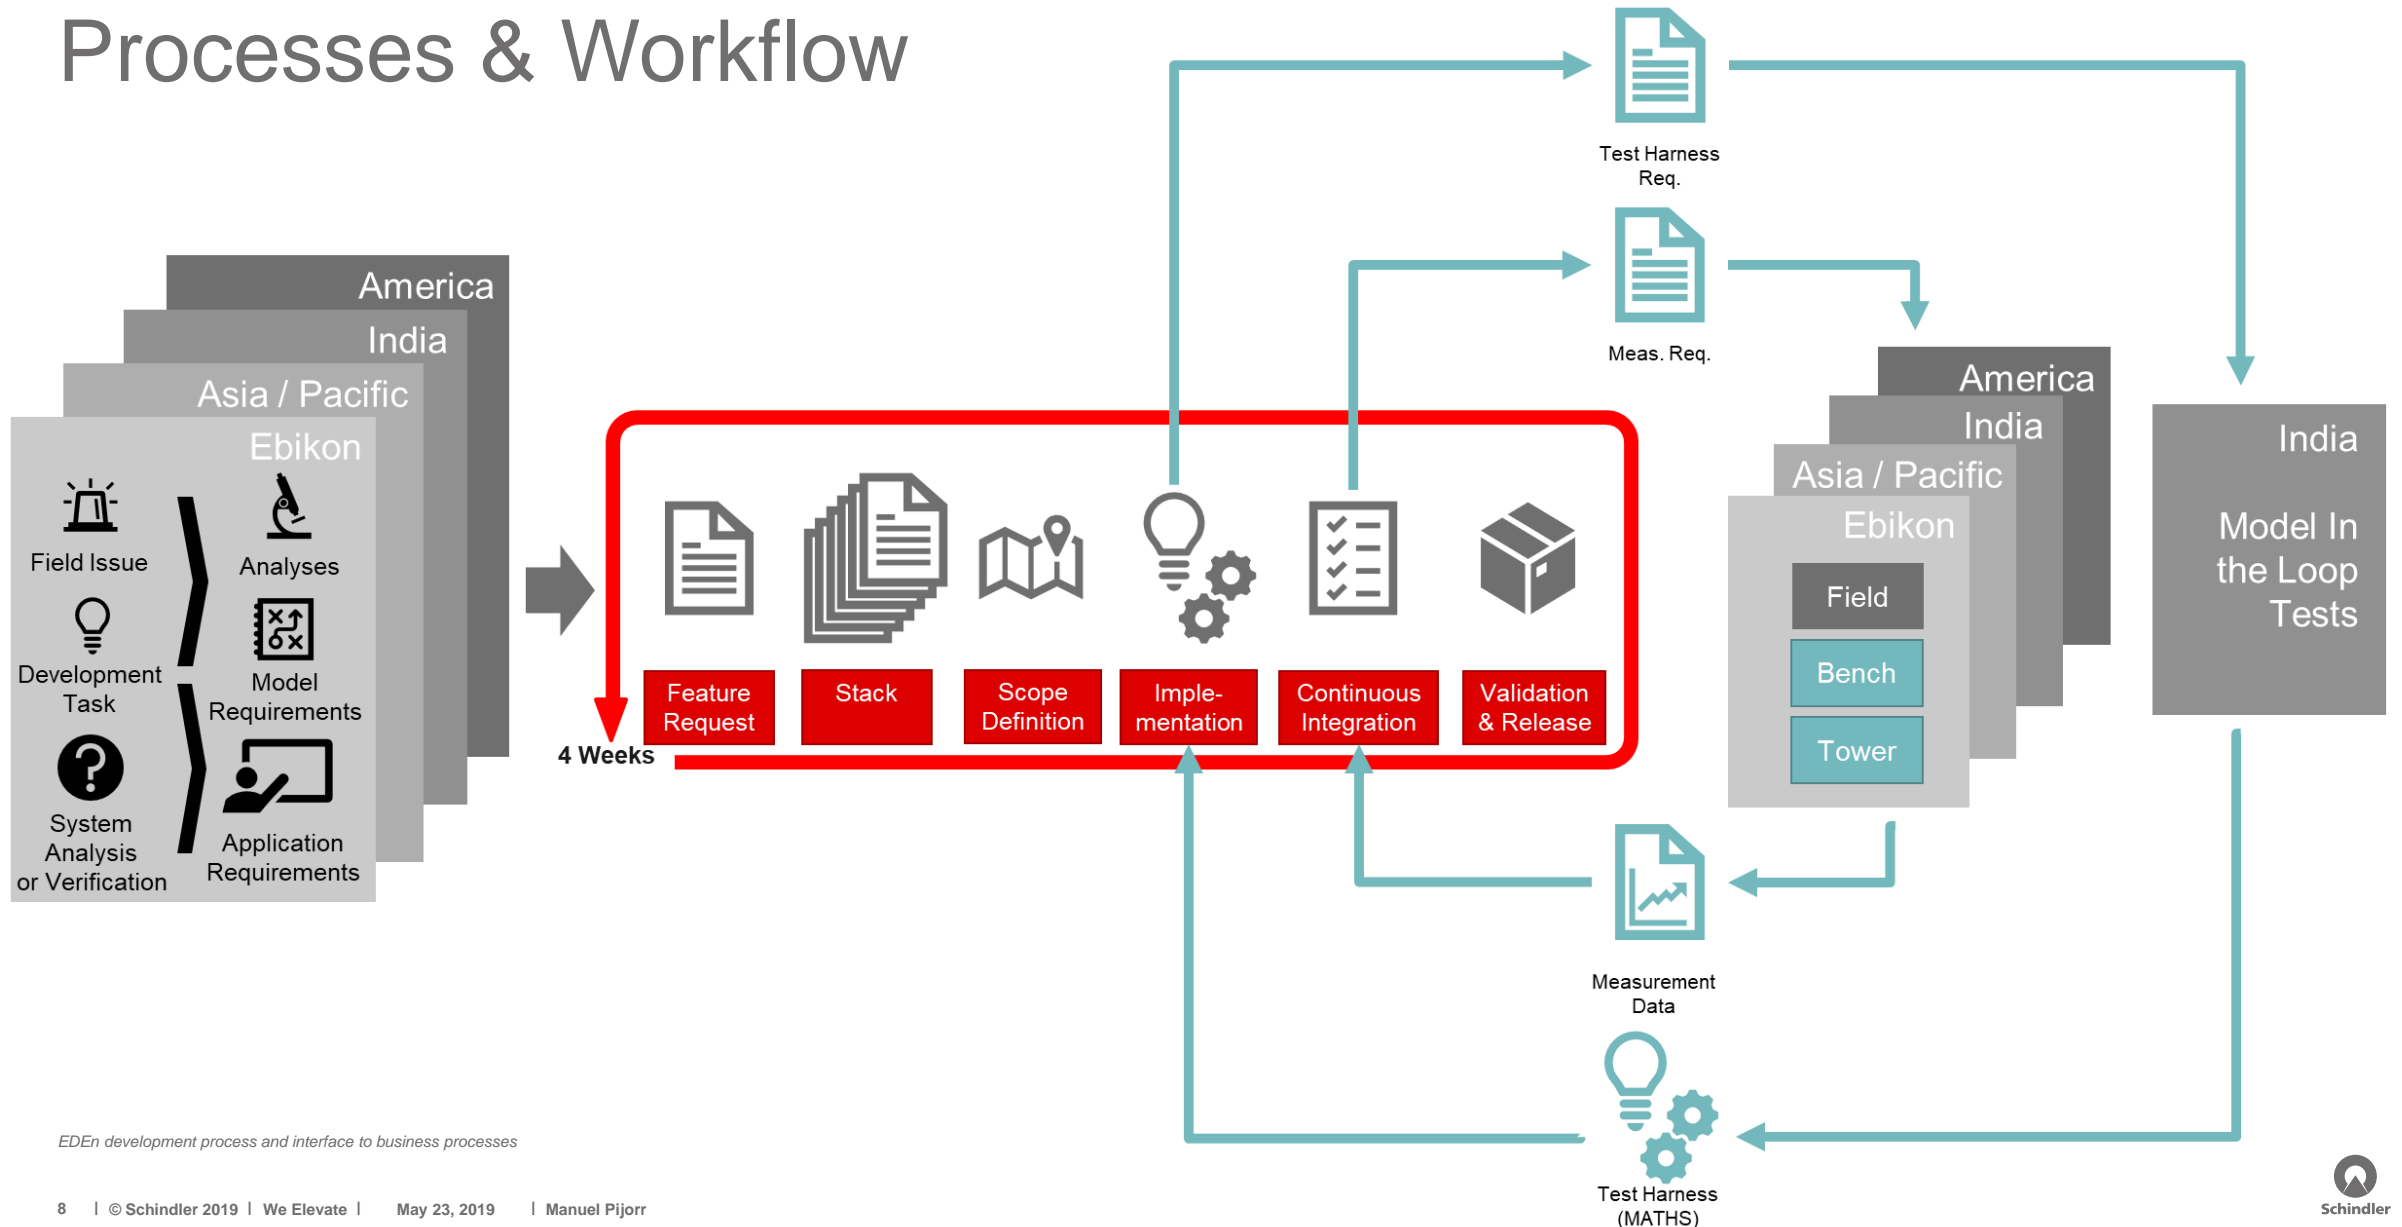 Processes & Workflow
Test Harness
Req.
Meas. Req.
America
India
Asia / Pacific
Ebikon
Field Issue
Analyses
Development
Task
Model
Requirements
System
Analysis
or Verification
Application
Requirements
4 Weeks
Feature
Request
Stack
Scope
Definition
Imple-
mentation
Continuous
Integration
Validation
& Release
America
India
Asia / Pacific
Ebikon
Field
Bench
Tower
India
Model In
the Loop
Tests
Measurement
Data
Test Harness
(MATHS)
EDEn development process and interface to business processes
8 | © Schindler 2019 | We Elevate | May 23, 2019 | Manuel Pijorr
Schindler